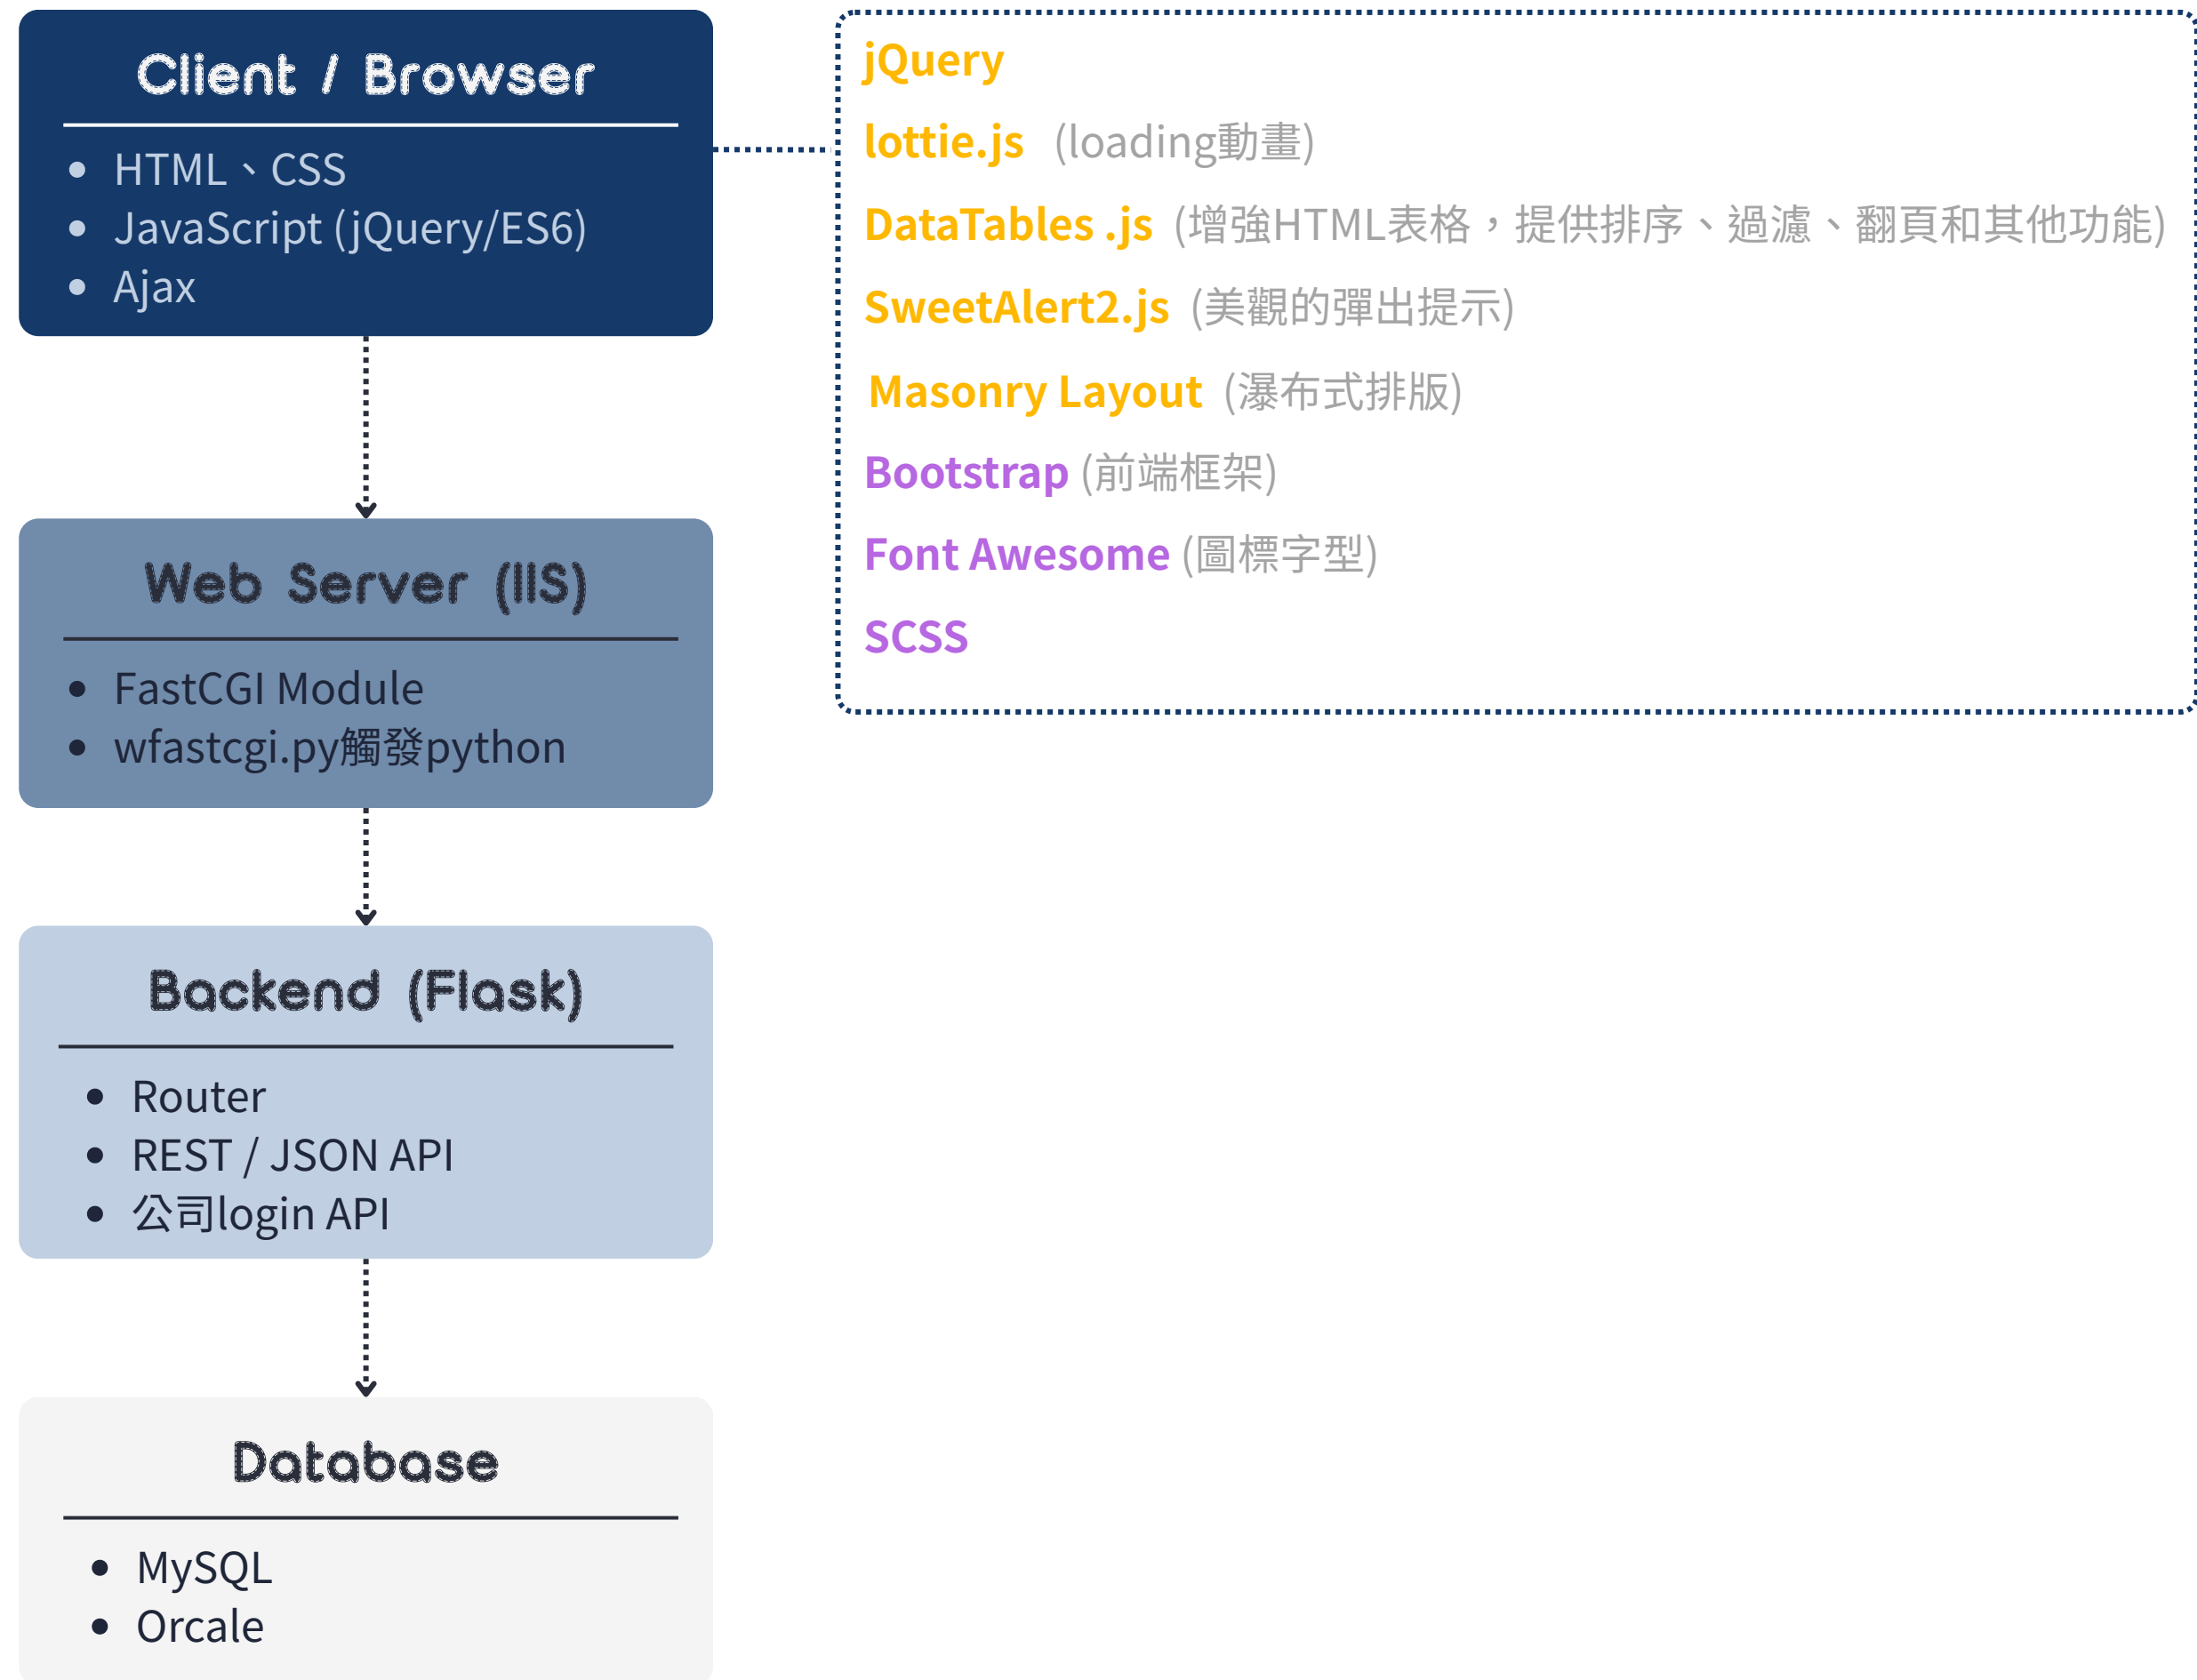 Client / Browser
HTML、CSS
JavaScript (jQuery/ES6)
Ajax
jQuery
lottie.js (loading動畫)
DataTables .js (增強HTML表格，提供排序、過濾、翻頁和其他功能)
SweetAlert2.js (美觀的彈出提示)
Masonry Layout (瀑布式排版)
Bootstrap (前端框架)
Font Awesome (圖標字型)
SCSS
Web Server (IIS)
FastCGI Module
wfastcgi.py觸發python
Backend (Flask)
Router
REST / JSON API
公司login API
Database
MySQL
Orcale